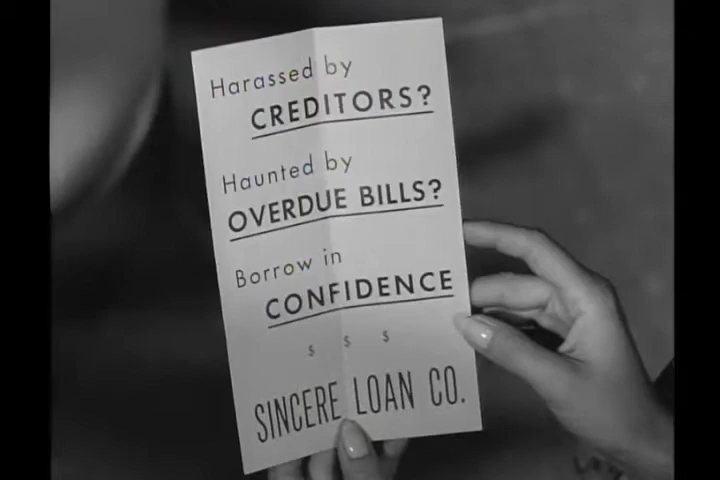 Harassed by
CREDITORS?
Haunted by
OVERDUE BILLS?
Borrow in
CONFIDENCE
$ $ $
SINCERE LOAN CO.